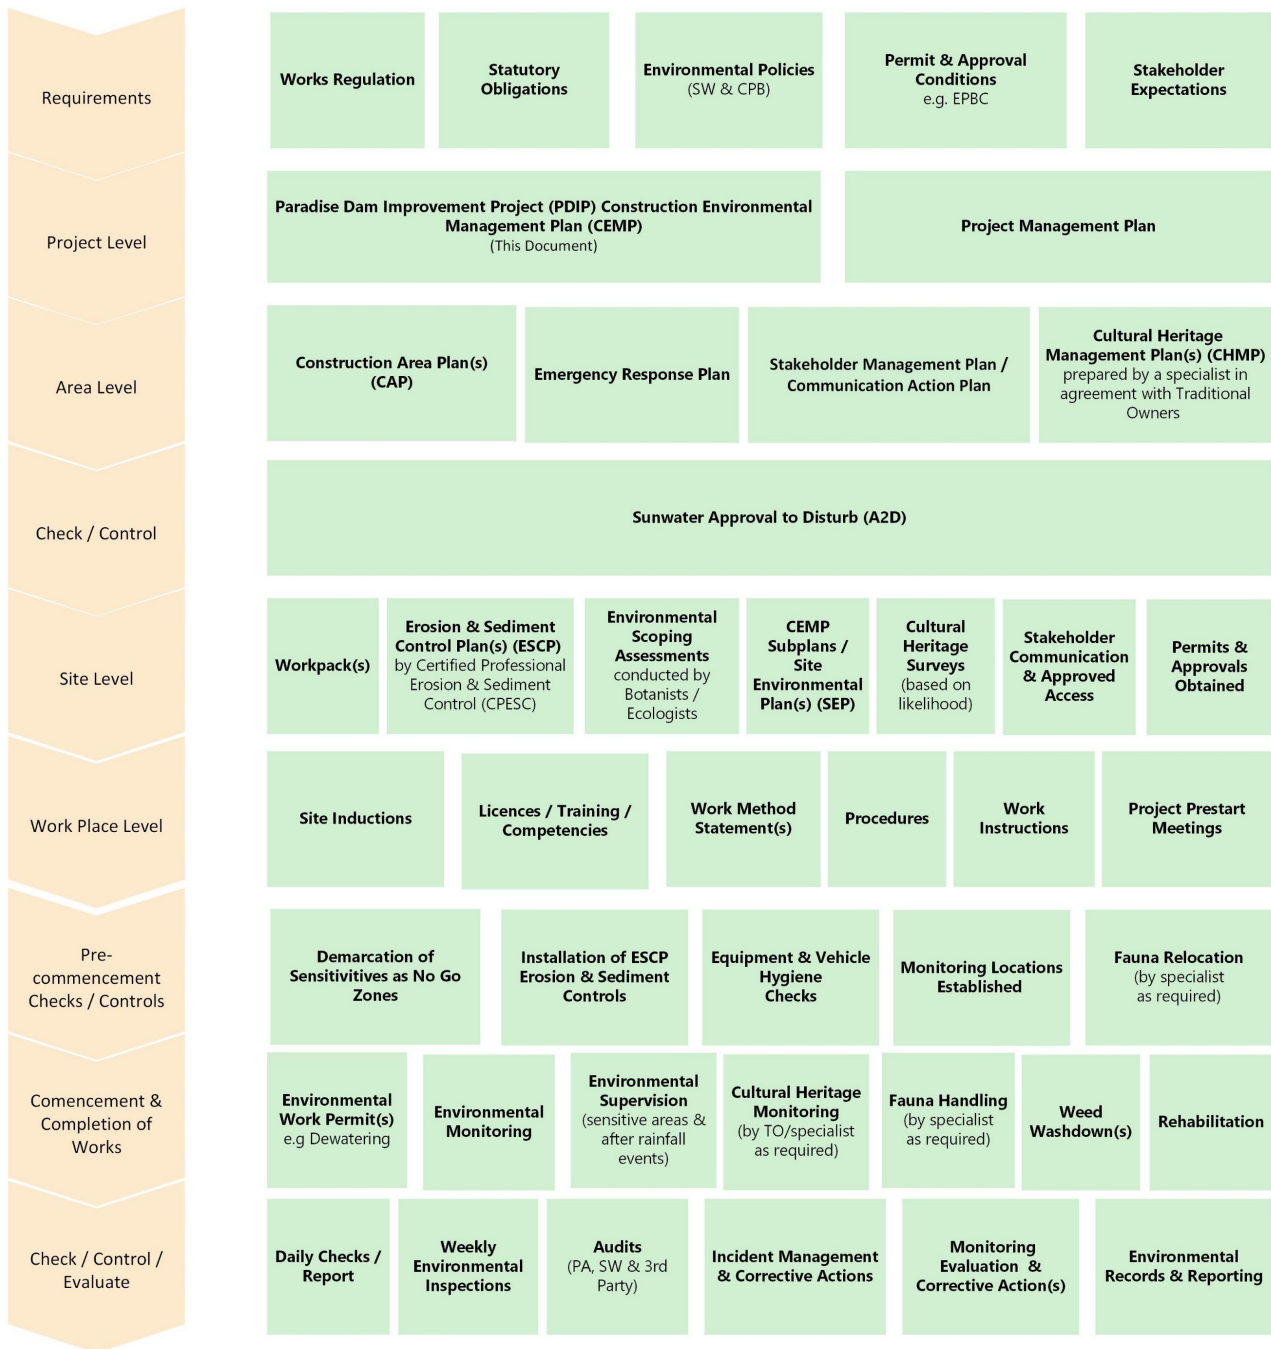 Requirements
Works Regulation
Statutory
Obligations
Environmental Policies
(SW & CPB)
Permit & Approval
Conditions
e.g. EPBC
Stakeholder
Expectations
Project Level
Paradise Dam Improvement Project (PDIP) Construction Environmental
Management Plan (CEMP)
(This Document)
Project Management Plan
Area Level
Construction Area Plan(s)
(CAP)
Emergency Response Plan
Stakeholder Management Plan /
Communication Action Plan
Cultural Heritage
Management Plan(s) (CHMP)
prepared by a specialist in
agreement with Traditional
Owners
Check / Control
Sunwater Approval to Disturb (A2D)
Site Level
Workpack(s)
Erosion & Sediment
Control Plan(s) (ESCP)
by Certified Professional
Erosion & Sediment
Control (CPESC)
Environmental
Scoping
Assessments
conducted by
Botanists /
Ecologists
CEMP
Subplans /
Site
Environmental
Plan(s) (SEP)
Cultural
Heritage
Surveys
(based on
likelihood)
Stakeholder
Communication
& Approved
Access
Permits &
Approvals
Obtained
Work Place Level
Site Inductions
Licences / Training /
Competencies
Work Method
Statement(s)
Procedures
Work
Instructions
Project Prestart
Meetings
Pre-
commencement
Checks / Controls
Demarcation of
Sensitivitives as No Go
Zones
Installation of ESCP
Erosion & Sediment
Controls
Equipment & Vehicle
Hygiene
Checks
Monitoring Locations
Established
Fauna Relocation
(by specialist
as required)
Comencement &
Completion of
Works
Environmental
Work Permit(s)
e.g Dewatering
Environmental
Monitoring
Environmental
Supervision
(sensitive areas &
after rainfall
events)
Cultural Heritage
Monitoring
(by TO/specialist
as required)
Fauna Handling
(by specialist
as required)
Weed
Washdown(s)
Rehabilitation
Check / Control /
Evaluate
Daily Checks /
Report
Weekly
Environmental
Inspections
Audits
(PA, SW & 3rd
Party)
Incident Management
& Corrective Actions
Monitoring
Evaluation &
Corrective Action(s)
Environmental
Records & Reporting